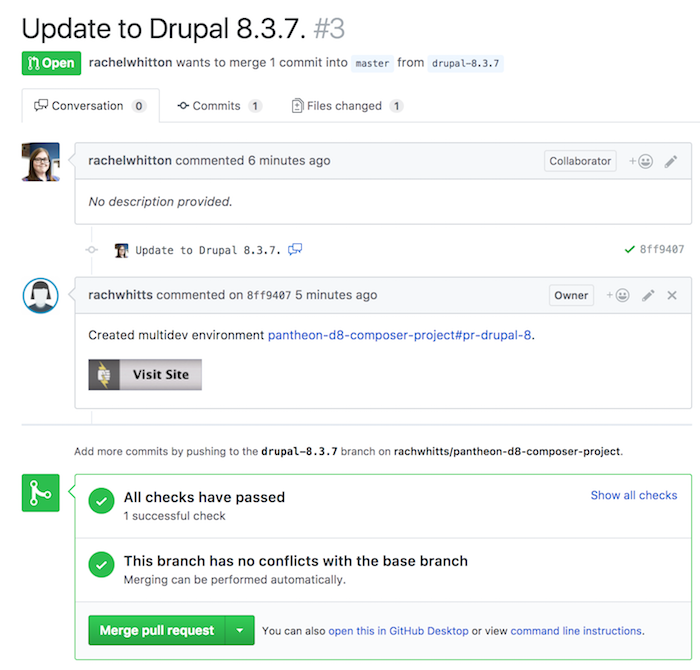 Update to Drupal 8.3.7. #3
Open rachelwhitton wants to merge 1 commit into master from drupal-8.3.7
Conversation 0 Commits 1 Files changed 1
rachelwhitton commented 6 minutes ago Collaborator +
No description provided.
Update to Drupal 8.3.7. 8ff9407
rachwhitts commented on 8ff9407 5 minutes ago Owner +
Created multidev environment pantheon-d8-composer-project#pr-drupal-8.
Visit Site
Add more commits by pushing to the drupal-8.3.7 branch on rachwhitts/pantheon-d8-composer-project.
All checks have passed Show all checks
1 successful check
This branch has no conflicts with the base branch
Merging can be performed automatically.
Merge pull request You can also open this in GitHub Desktop or view command line instructions.